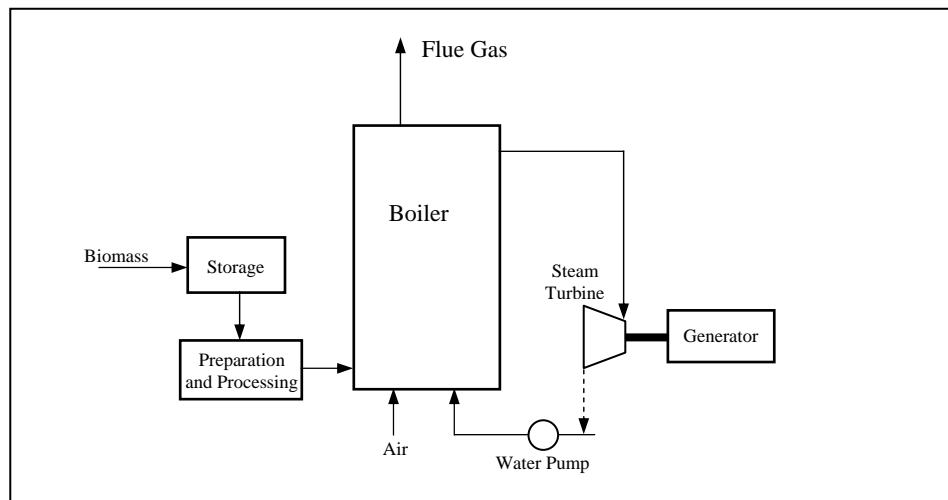 Flue Gas
Boiler
Biomass
Storage
Steam
Turbine
Preparation
and Processing
Generator
Air
Water Pump